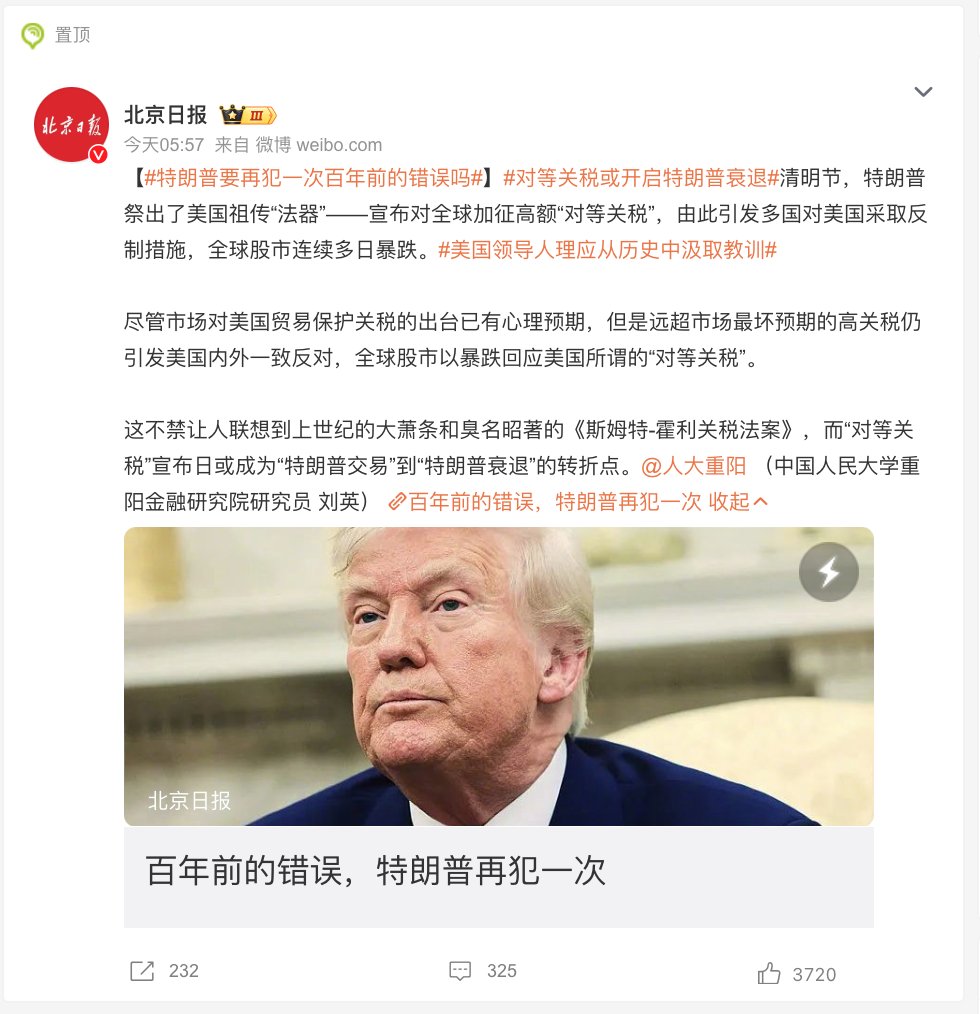 置顶
北京日报
北京日报 III
今天05:57 来自 微博 weibo.com
【#特朗普要再犯一次百年前的错误吗#】#对等关税或开启特朗普衰退#清明节，特朗普
祭出了美国祖传“法器”——宣布对全球加征高额“对等关税”，由此引发多国对美国采取反
制措施，全球股市连续多日暴跌。#美国领导人理应从历史中汲取教训#
尽管市场对美国贸易保护关税的出台已有心理预期，但是远超市场最坏预期的高关税仍
引发美国内外一致反对，全球股市以暴跌回应美国所谓的“对等关税”。
这不禁让人联想到上世纪的大萧条和臭名昭著的《斯姆特-霍利关税法案》，而“对等关
税”宣布日或成为“特朗普交易”到“特朗普衰退”的转折点。@人大重阳 （中国人民大学重
阳金融研究院研究员 刘英） 百年前的错误，特朗普再犯一次 收起
北京日报
百年前的错误，特朗普再犯一次
232 325 3720